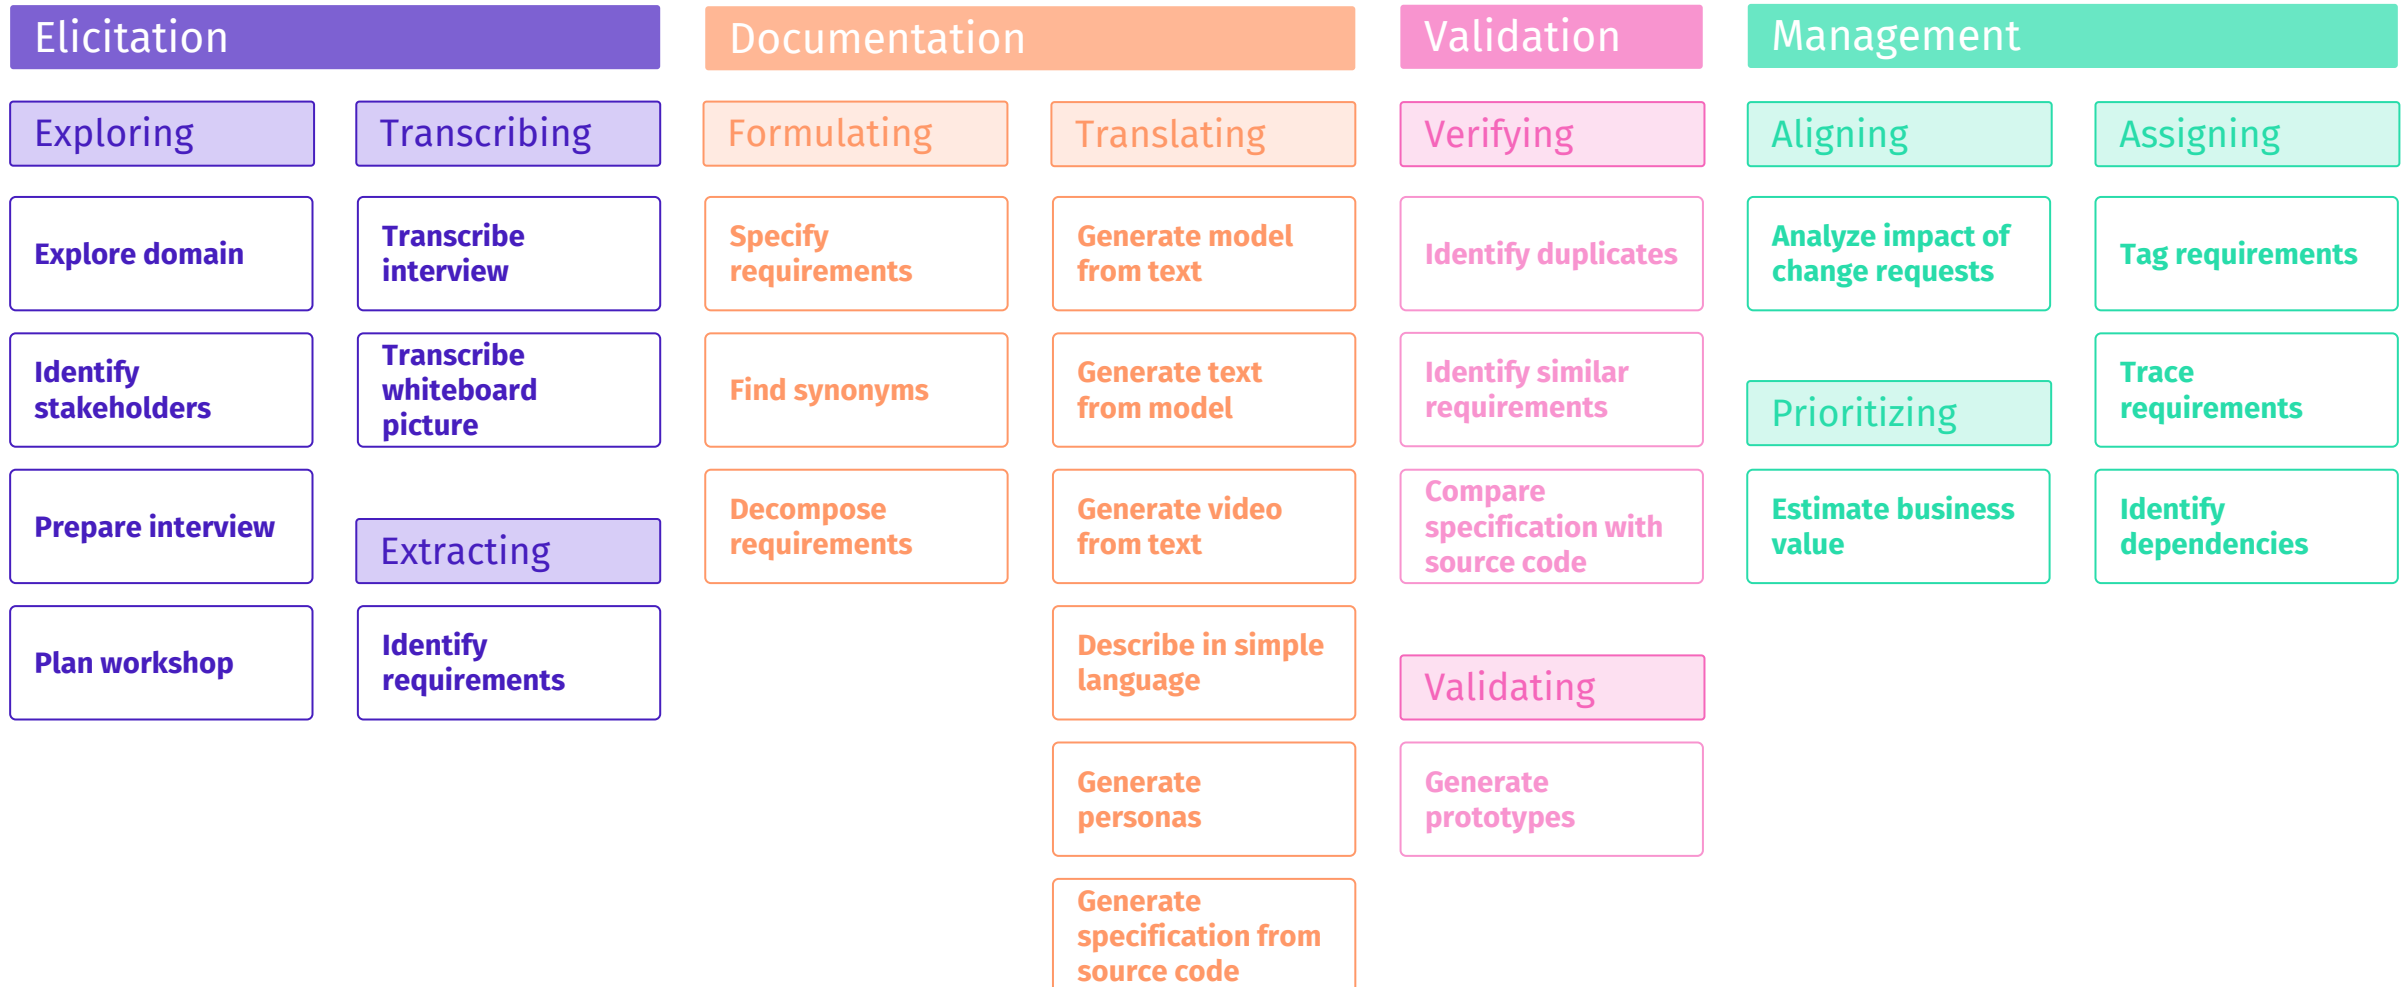 Elicitation
Exploring
Explore domain
Identify
stakeholders
Prepare interview
Plan workshop
Transcribing
Transcribe
interview
Transcribe
whiteboard
picture
Extracting
Identify
requirements
Documentation
Formulating
Specify
requirements
Find synonyms
Decompose
requirements
Translating
Generate model
from text
Generate text
from model
Generate video
from text
Describe in simple
language
Generate
personas
Generate
specification from
source code
Validation
Verifying
Identify duplicates
Identify similar
requirements
Compare
specification with
source code
Validating
Generate
prototypes
Management
Aligning
Analyze impact of
change requests
Prioritizing
Estimate business
value
Assigning
Tag requirements
Trace
requirements
Identify
dependencies